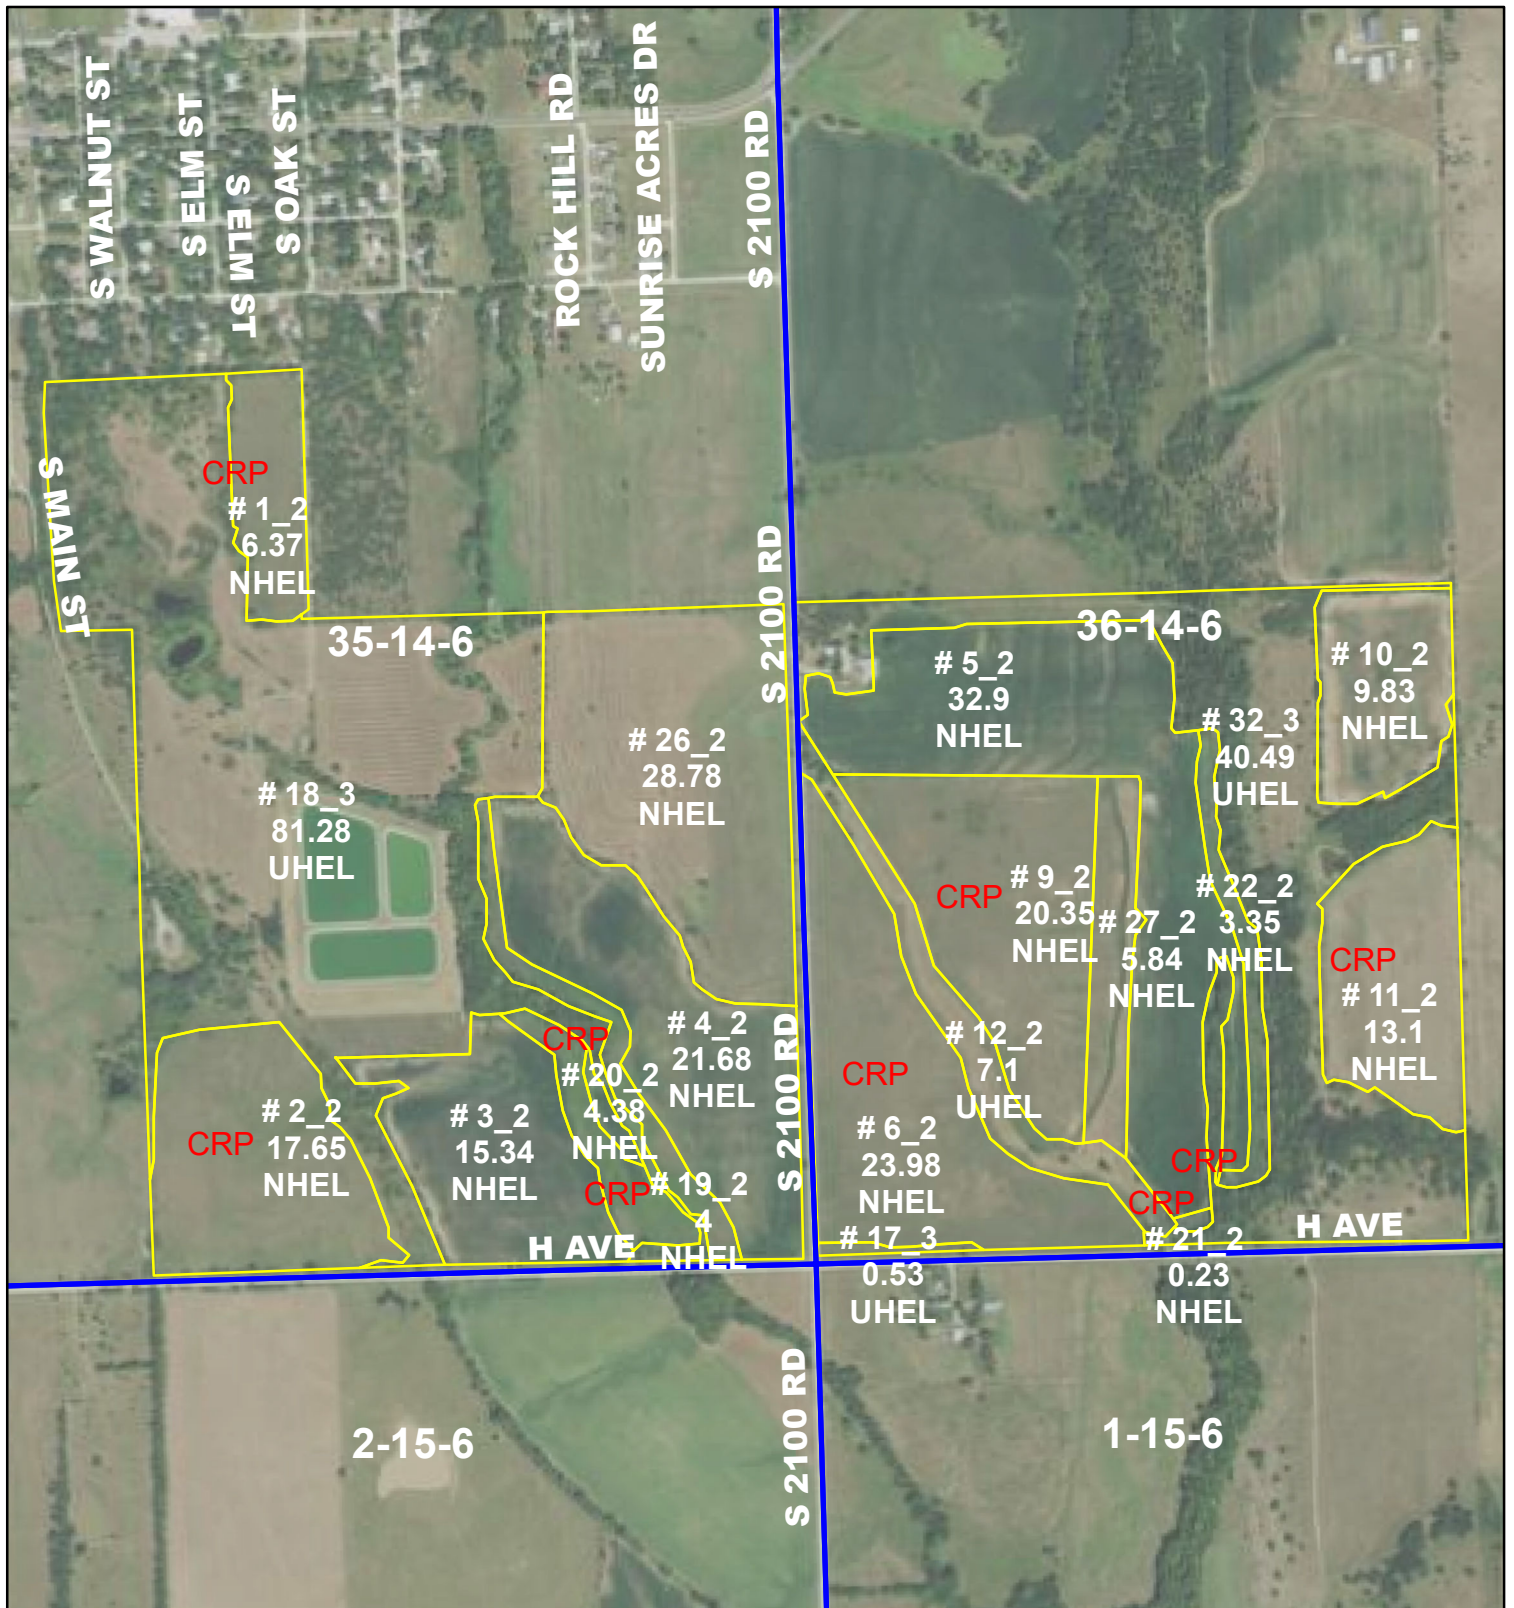 S WALNUT ST
S ELM ST
S ELM ST
S OAK ST
ROCK HILL RD
SUNRISE ACRES DR
S 2100 RD
S MAIN ST
CRP
# 1_2
6.37
NHEL
35-14-6
S 2100 RD
36-14-6
# 5_2
32.9
NHEL
# 10_2
9.83
NHEL
# 32_3
40.49
UHEL
# 26_2
28.78
NHEL
# 18_3
81.28
UHEL
CRP
# 9_2
20.35
NHEL
# 27_2
5.84
NHEL
# 22_2
3.35
NHEL
CRP
# 11_2
13.1
NHEL
CRP
# 20_2
4.38
NHEL
# 4_2
21.68
NHEL
S 2100 RD
# 12_2
7.1
UHEL
CRP
# 6_2
23.98
NHEL
CRP
# 2_2
17.65
NHEL
# 3_2
15.34
NHEL
CRP
# 19_2
4
NHEL
CRP
CRP
H AVE
# 17_3
0.53
UHEL
# 21_2
0.23
NHEL
H AVE
S 2100 RD
2-15-6
1-15-6